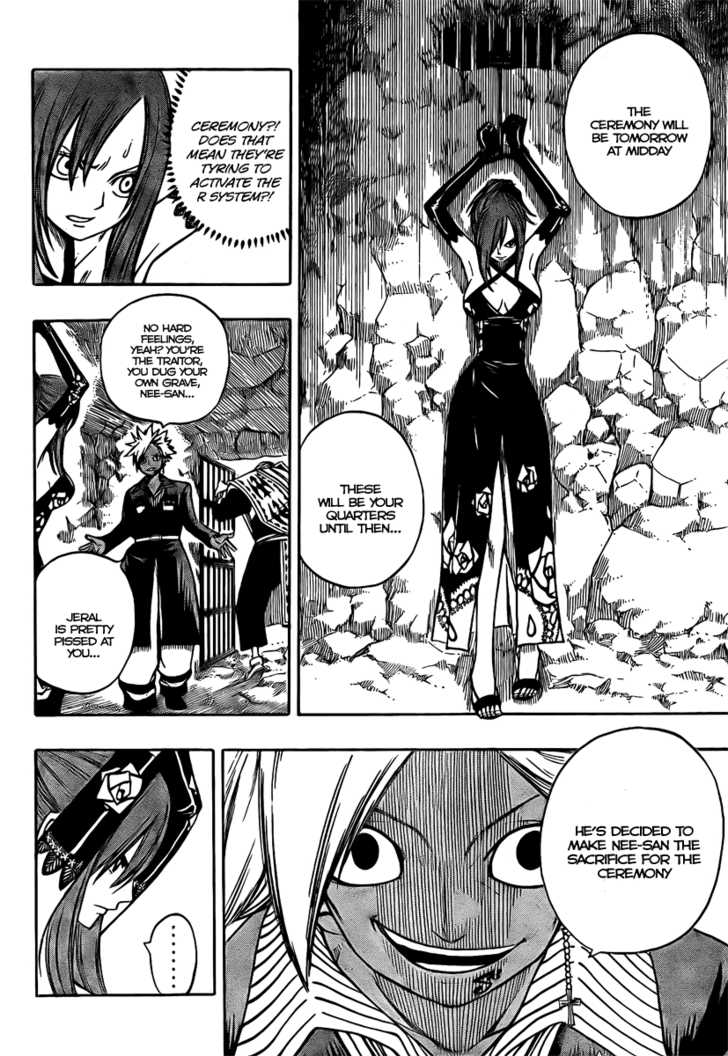 THE
CEREMONY WILL
BE TOMORROW
AT MIDDAY
THESE
WILL BE YOUR
QUARTERS
UNTIL THEN...
CEREMONY?!
DOES THAT
MEAN THEY'RE
TYRING TO
ACTIVATE THE
R SYSTEM?!
NO HARD
FEELINGS,
YEAH? YOU'RE
THE TRAITOR,
YOU DUG YOUR
OWN GRAVE,
NEE-SAN...
JERAL
IS PRETTY
PISSED AT
YOU...
HE'S DECIDED TO
MAKE NEE-SAN THE
SACRIFICE FOR THE
CEREMONY
......